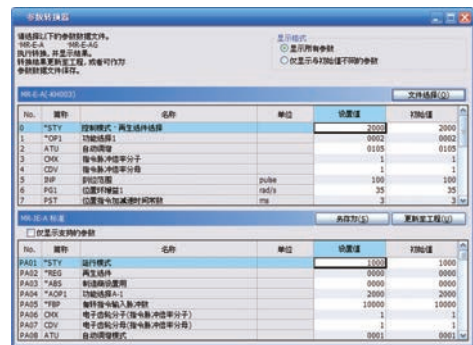 参数转换器
请选择以下的参数数据文件。
*MR-E-A *MR-E-AG
执行转换，并显示结果。
转换结果更新至工程，或者可作为
参数数据文件保存。
显示格式
显示所有参数
仅显示与初始值不同的参数
MR-E-A(-KH003)
文件选择(O)
No. 简称 名称 单位 设置值 初始值
0 *STY 控制模式・再生选件选择 2000 2000
1 *OP1 功能选择1 0002 0002
2 ATU 自动调谐 0105 0105
3 CMX 指令脉冲倍率分子 1 1
4 CDV 指令脉冲倍率分母 1 1
5 INP 到位范围 pulse 100 100
6 PG1 位置环增益1 rad/s 35 35
7 PST 位置指令加减速时间常数 ms 3 3
MR-JE-A 标准
另存为(S)
更新至工程(U)
仅显示支持的参数
No. 简称 名称 单位 设置值 初始值
PA01 *STY 运行模式 1000 1000
PA02 *REG 再生选件 0000 0000
PA03 *ABS 制造商设置用 0000 0000
PA04 *AOP1 功能选择A-1 2000 2000
PA05 *FBP 每转指令输入脉冲数 10000 10000
PA06 CMX 电子齿轮分子(指令脉冲倍率分子) 1 1
PA07 CDV 电子齿轮分母(指令脉冲倍率分母) 1 1
PA08 ATU 自动调谐模式 0001 0001